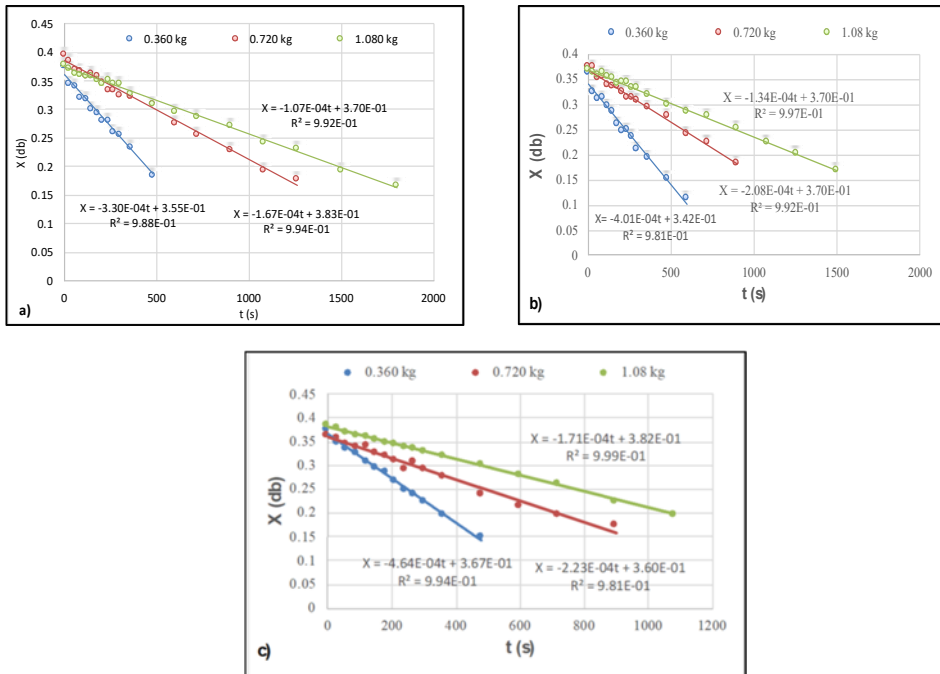 0.45
0.360 kg 0.720 kg 1.080 kg
0.4
0.35
X = -1.07E-04t + 3.70E-01
0.3
R² = 9.92E-01
0.25
X (db)
0.2
0.15
X = -3.30E-04t + 3.55E-01 X = -1.67E-04t + 3.83E-01
R² = 9.88E-01 R² = 9.94E-01
0.1
0.05
0
0 500 1000 1500 2000
a) t (s)
0.45
0.360 kg 0.720 kg 1.08 kg
0.4
0.35
X = -1.34E-04t + 3.70E-01
0.3
R² = 9.97E-01
0.25
X (db)
0.2
X = -2.08E-04t + 3.70E-01
0.15
R² = 9.92E-01
X = -4.01E-04t + 3.42E-01
0.1
R² = 9.81E-01
0.05
0
0 500 1000 1500 2000
b) t (s)
0.360 kg 0.720 kg 1.08 kg
0.45
0.4
0.35
X = -1.71E-04t + 3.82E-01
R² = 9.99E-01
0.3
0.25
X (db)
0.2
0.15
0.1
X = -4.64E-04t + 3.67E-01 X = -2.23E-04t + 3.60E-01
R² = 9.94E-01 R² = 9.81E-01
0.05
0
0 200 400 600 800 1000 1200
c) t (s)